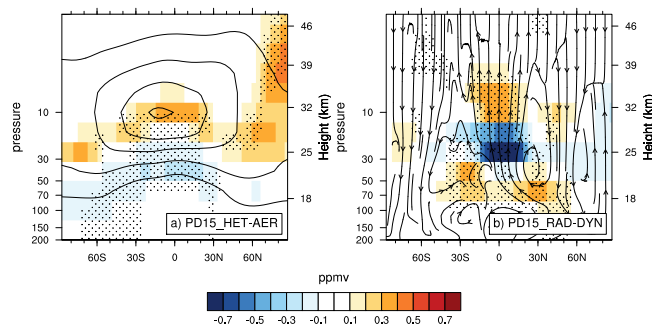 pressure
10
30
50
70
100
150
200
46
39
32
25
18
Height (km)
a) PD15_HET-AER
60S
30S
0
30N
60N
pressure
10
30
50
70
100
150
200
46
39
32
25
18
Height (km)
b) PD15_RAD-DYN
60S
30S
0
30N
60N
ppmv
-0.7
-0.5
-0.3
-0.1
0.1
0.3
0.5
0.7